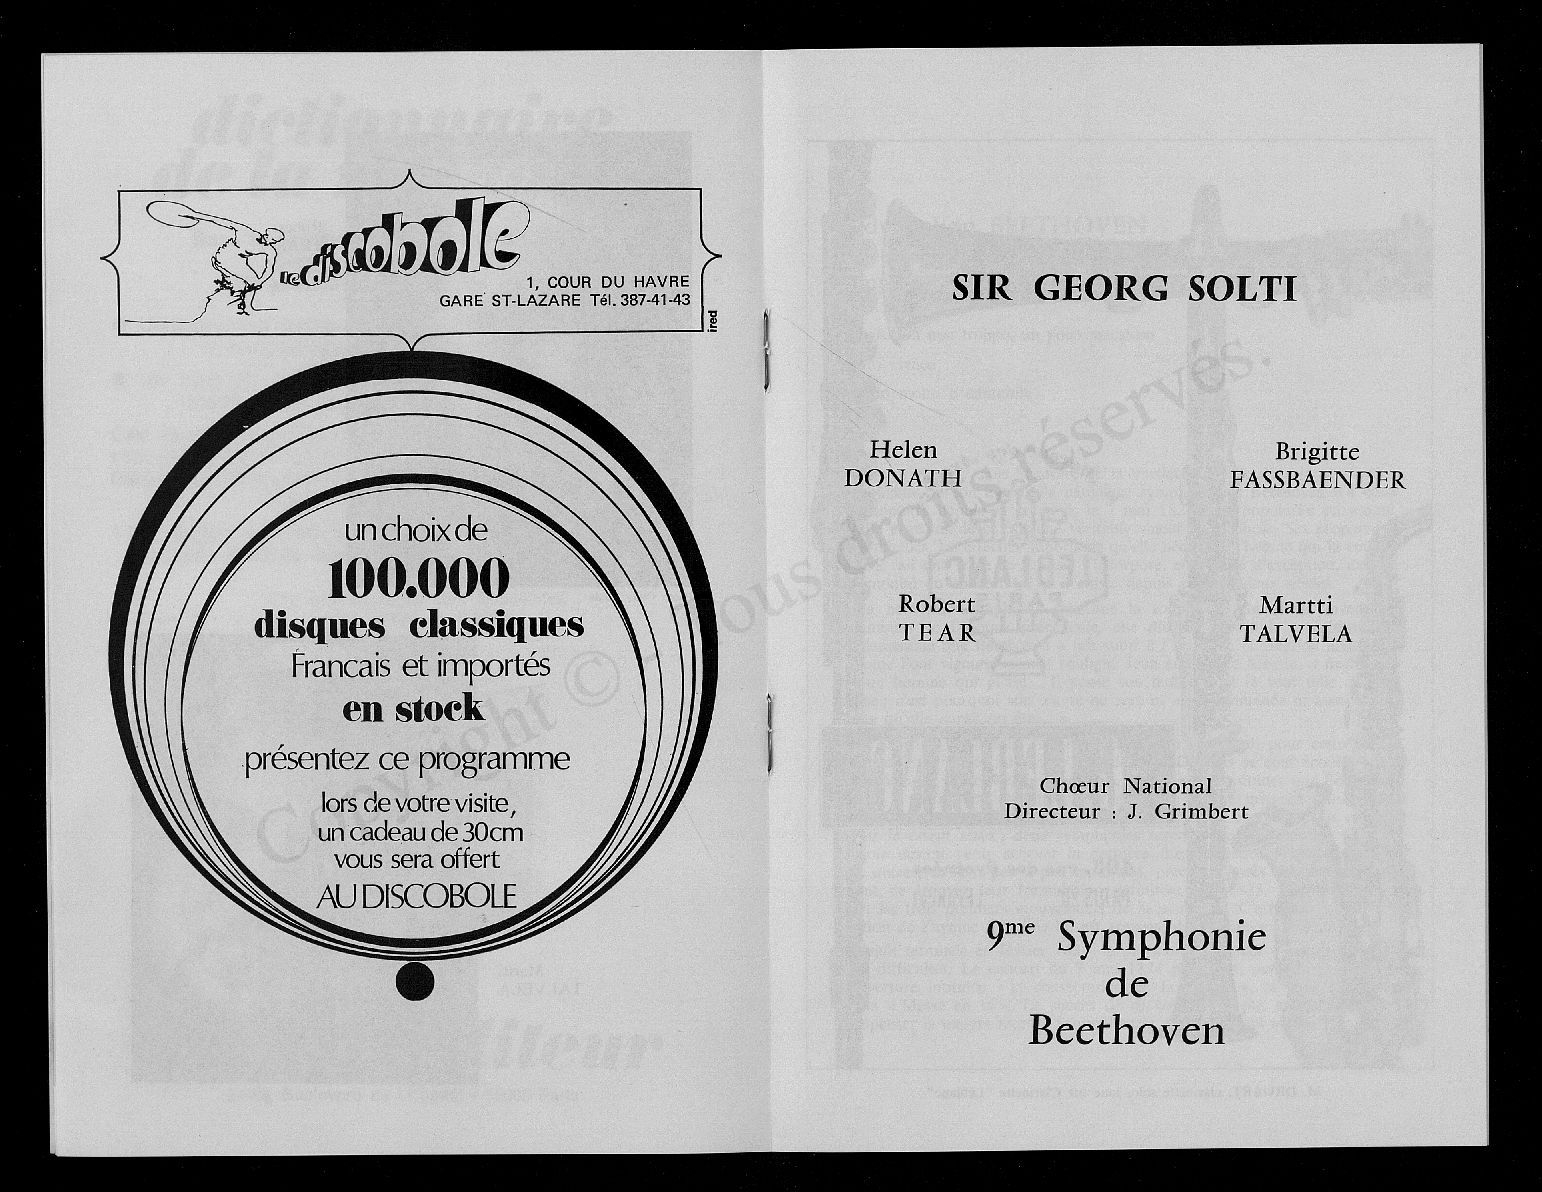 Le discobole
1, COUR DU HAVRE
GARE ST-LAZARE Tél. 387-41-43
ired
un choix de
100.000
disques classiques
Francais et importés
en stock
présentez ce programme
lors de votre visite,
un cadeau de 30cm
vous sera offert
AU DISCOBOLE
SIR GEORG SOLTI
Helen
DONATH
Brigitte
FASSBAENDER
Robert
TEAR
Martti
TALVELA
Chœur National
Directeur : J. Grimbert
9me Symphonie
de
Beethoven
Copyright © - Tous droits réservés.